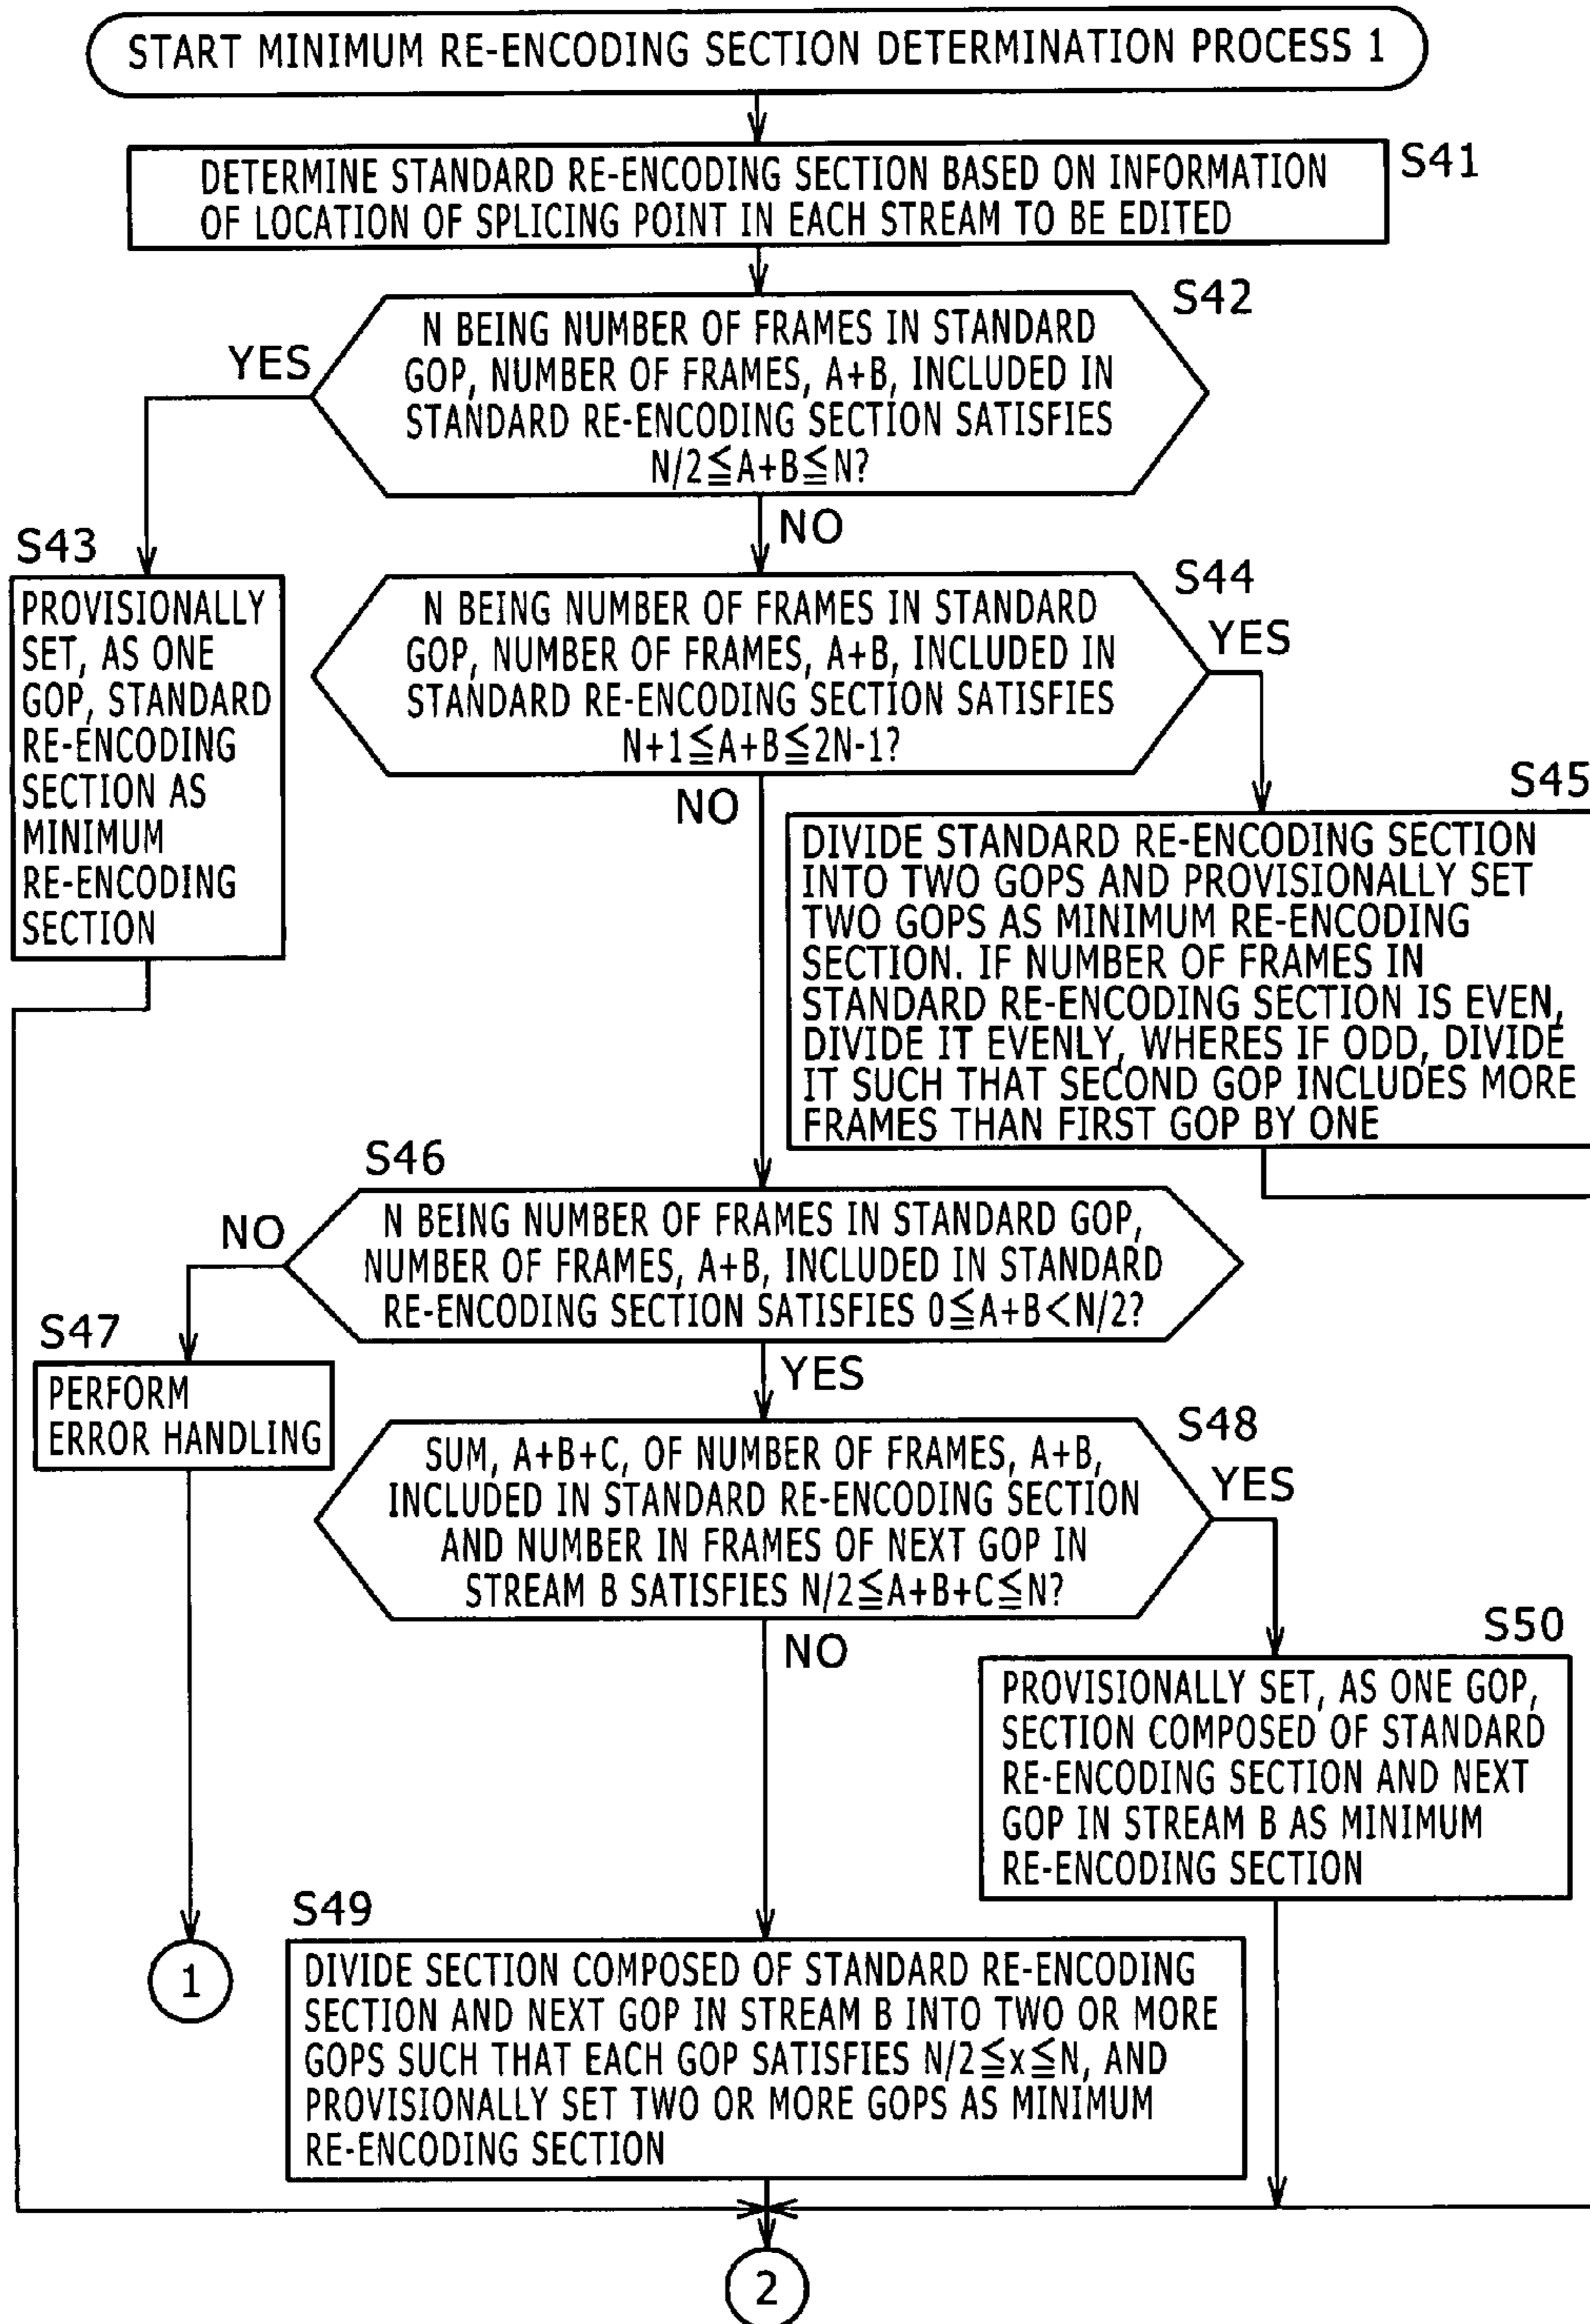 START MINIMUM RE-ENCODING SECTION DETERMINATION PROCESS 1
S41
DETERMINE STANDARD RE-ENCODING SECTION BASED ON INFORMATION
OF LOCATION OF SPLICING POINT IN EACH STREAM TO BE EDITED
S42
N BEING NUMBER OF FRAMES IN STANDARD
GOP, NUMBER OF FRAMES, A+B, INCLUDED IN
STANDARD RE-ENCODING SECTION SATISFIES
N/2≦A+B≦N?
YES
NO
S43
PROVISIONALLY
SET, AS ONE
GOP, STANDARD
RE-ENCODING
SECTION AS
MINIMUM
RE-ENCODING
SECTION
S44
N BEING NUMBER OF FRAMES IN STANDARD
GOP, NUMBER OF FRAMES, A+B, INCLUDED IN
STANDARD RE-ENCODING SECTION SATISFIES
N+1≦A+B≦2N-1?
YES
NO
S45
DIVIDE STANDARD RE-ENCODING SECTION
INTO TWO GOPS AND PROVISIONALLY SET
TWO GOPS AS MINIMUM RE-ENCODING
SECTION. IF NUMBER OF FRAMES IN
STANDARD RE-ENCODING SECTION IS EVEN,
DIVIDE IT EVENLY, WHERES IF ODD, DIVIDE
IT SUCH THAT SECOND GOP INCLUDES MORE
FRAMES THAN FIRST GOP BY ONE
S46
N BEING NUMBER OF FRAMES IN STANDARD GOP,
NUMBER OF FRAMES, A+B, INCLUDED IN STANDARD
RE-ENCODING SECTION SATISFIES 0≦A+B<N/2?
NO
YES
S47
PERFORM
ERROR HANDLING
S48
SUM, A+B+C, OF NUMBER OF FRAMES, A+B,
INCLUDED IN STANDARD RE-ENCODING SECTION
AND NUMBER IN FRAMES OF NEXT GOP IN
STREAM B SATISFIES N/2≦A+B+C≦N?
YES
NO
S50
PROVISIONALLY SET, AS ONE GOP,
SECTION COMPOSED OF STANDARD
RE-ENCODING SECTION AND NEXT
GOP IN STREAM B AS MINIMUM
RE-ENCODING SECTION
1
S49
DIVIDE SECTION COMPOSED OF STANDARD RE-ENCODING
SECTION AND NEXT GOP IN STREAM B INTO TWO OR MORE
GOPS SUCH THAT EACH GOP SATISFIES N/2≦x≦N, AND
PROVISIONALLY SET TWO OR MORE GOPS AS MINIMUM
RE-ENCODING SECTION
2